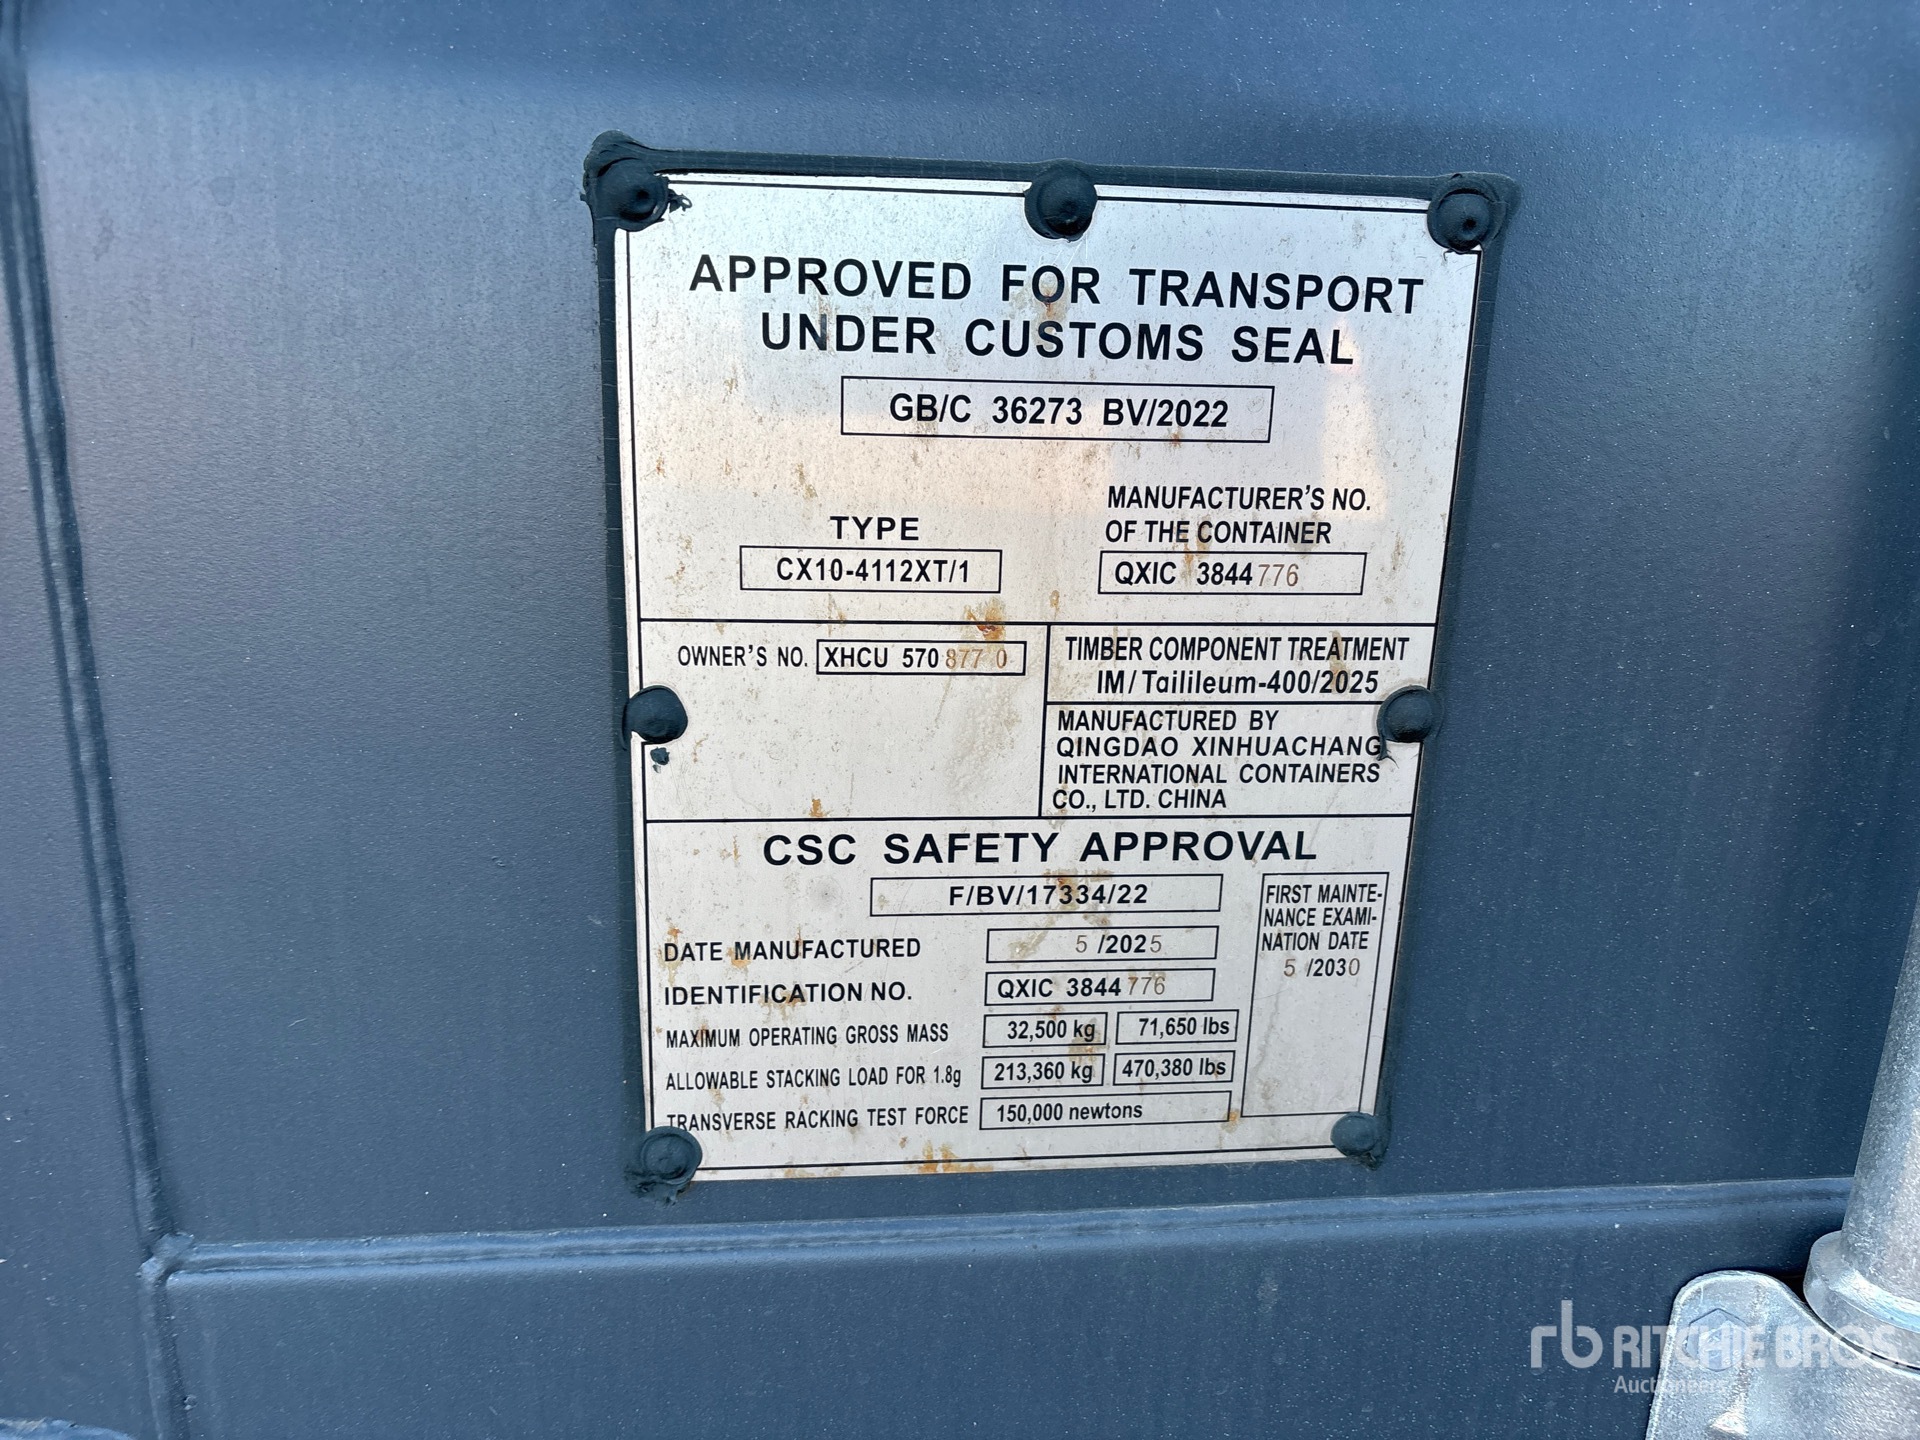 APPROVED FOR TRANSPORT
UNDER CUSTOMS SEAL
GB/C 36273 BV/2022
TYPE
CX10-4112XT/1
MANUFACTURER'S NO.
OF THE CONTAINER
QXIC 3844776
OWNER'S NO. XHCU 570877 0
TIMBER COMPONENT TREATMENT
IM/Tailileum-400/2025
MANUFACTURED BY
QINGDAO XINHUACHANG
INTERNATIONAL CONTAINERS
CO., LTD. CHINA
CSC SAFETY APPROVAL
F/BV/17334/22
DATE MANUFACTURED 5 /2025
IDENTIFICATION NO. QXIC 3844776
MAXIMUM OPERATING GROSS MASS 32,500 kg 71,650 lbs
ALLOWABLE STACKING LOAD FOR 1.8g 213,360 kg 470,380 lbs
TRANSVERSE RACKING TEST FORCE 150,000 newtons
FIRST MAINTE-
NANCE EXAMI-
NATION DATE
5 /2030
rb RITCHIE BROS.
Auctioneers